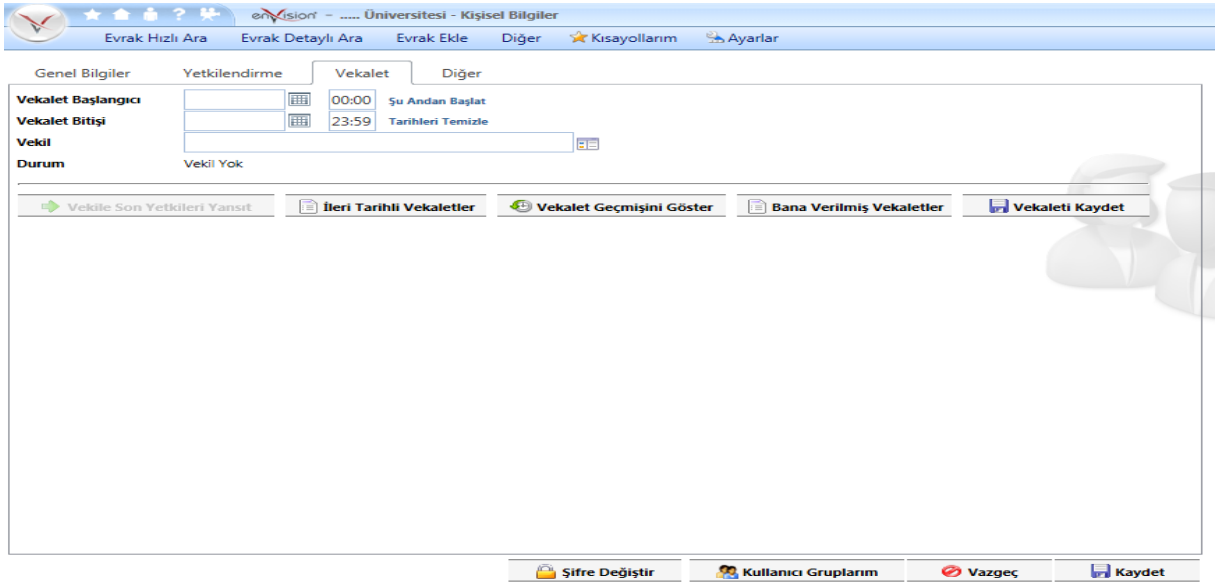 enVision - ..... Üniversitesi - Kişisel Bilgiler
Evrak Hızlı Ara Evrak Detaylı Ara Evrak Ekle Diğer Kısayollarım Ayarlar
Genel Bilgiler Yetkilendirme Vekalet Diğer
Vekalet Başlangıcı 00:00 Şu Andan Başlat
Vekalet Bitişi 23:59 Tarihleri Temizle
Vekil
Durum Vekil Yok
Vekile Son Yetkileri Yansıt İleri Tarihli Vekaletler Vekalet Geçmişini Göster Bana Verilmiş Vekaletler Vekaleti Kaydet
Şifre Değiştir Kullanıcı Gruplarım Vazgeç Kaydet